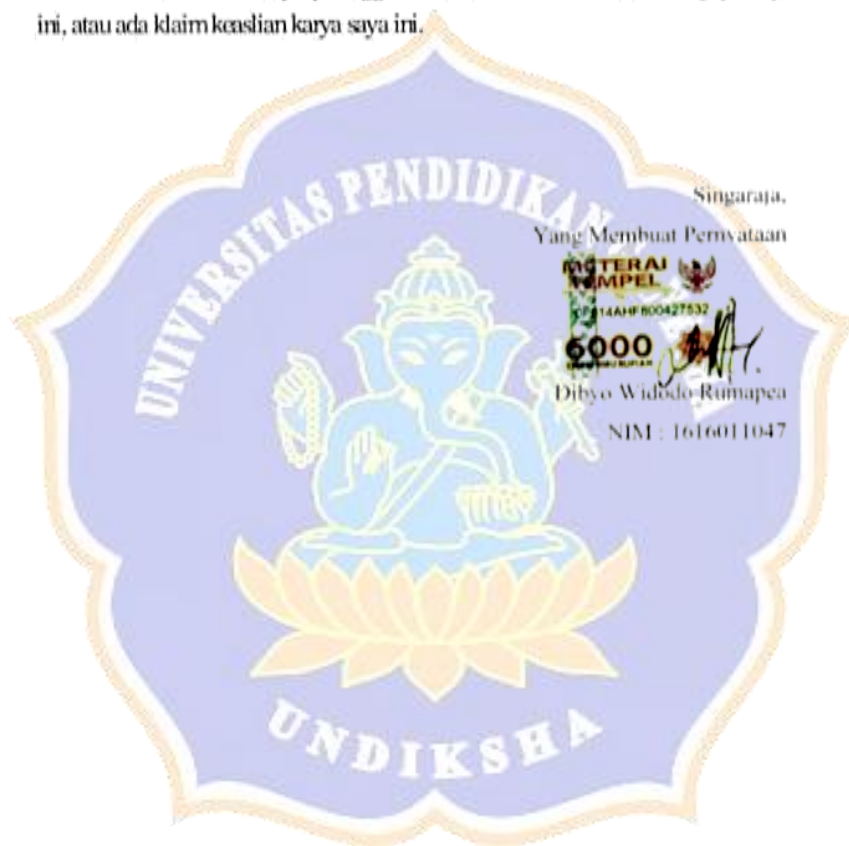 ini, atau ada klaim keaslian karya saya ini.
Singaraja,
Yang Membuat Pernyataan
METERAI
TEMPEL
6000
Dibyo Widodo Rumapea
NIM : 1616011047
UNIVERSITAS PENDIDIKAN
UNDIKSHA